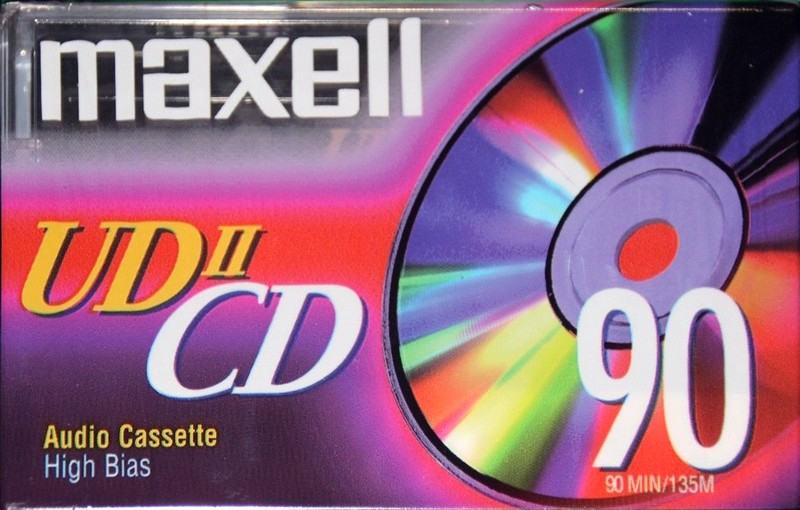 maxell
UDII
CD
90
Audio Cassette
High Bias
90 MIN/135M